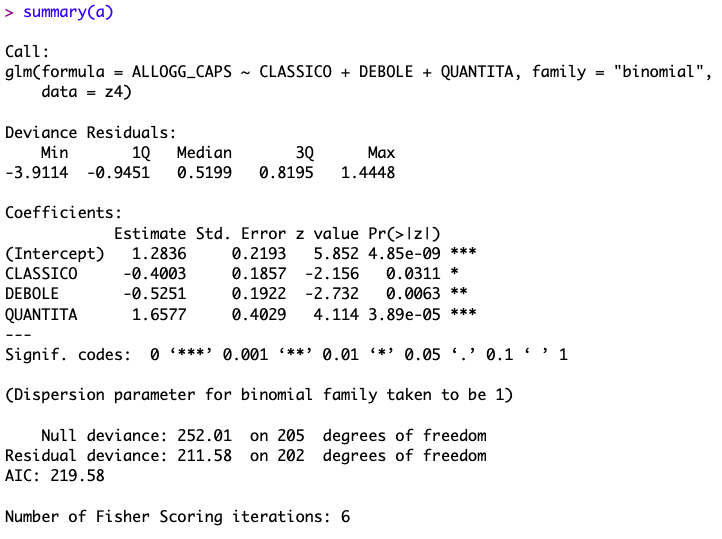 > summary(a)
Call:
glm(formula = ALLOGG_CAPS ~ CLASSICO + DEBOLE + QUANTITA, family = "binomial",
    data = z4)
Deviance Residuals:
    Min       1Q   Median       3Q      Max
-3.9114  -0.9451   0.5199   0.8195   1.4448
Coefficients:
            Estimate Std. Error z value Pr(>|z|)
(Intercept)   1.2836     0.2193   5.852 4.85e-09 ***
CLASSICO     -0.4003     0.1857  -2.156   0.0311 *
DEBOLE       -0.5251     0.1922  -2.732   0.0063 **
QUANTITA      1.6577     0.4029   4.114 3.89e-05 ***
---
Signif. codes:  0 ‘***’ 0.001 ‘**’ 0.01 ‘*’ 0.05 ‘.’ 0.1 ‘ ’ 1
(Dispersion parameter for binomial family taken to be 1)
    Null deviance: 252.01  on 205  degrees of freedom
Residual deviance: 211.58  on 202  degrees of freedom
AIC: 219.58
Number of Fisher Scoring iterations: 6